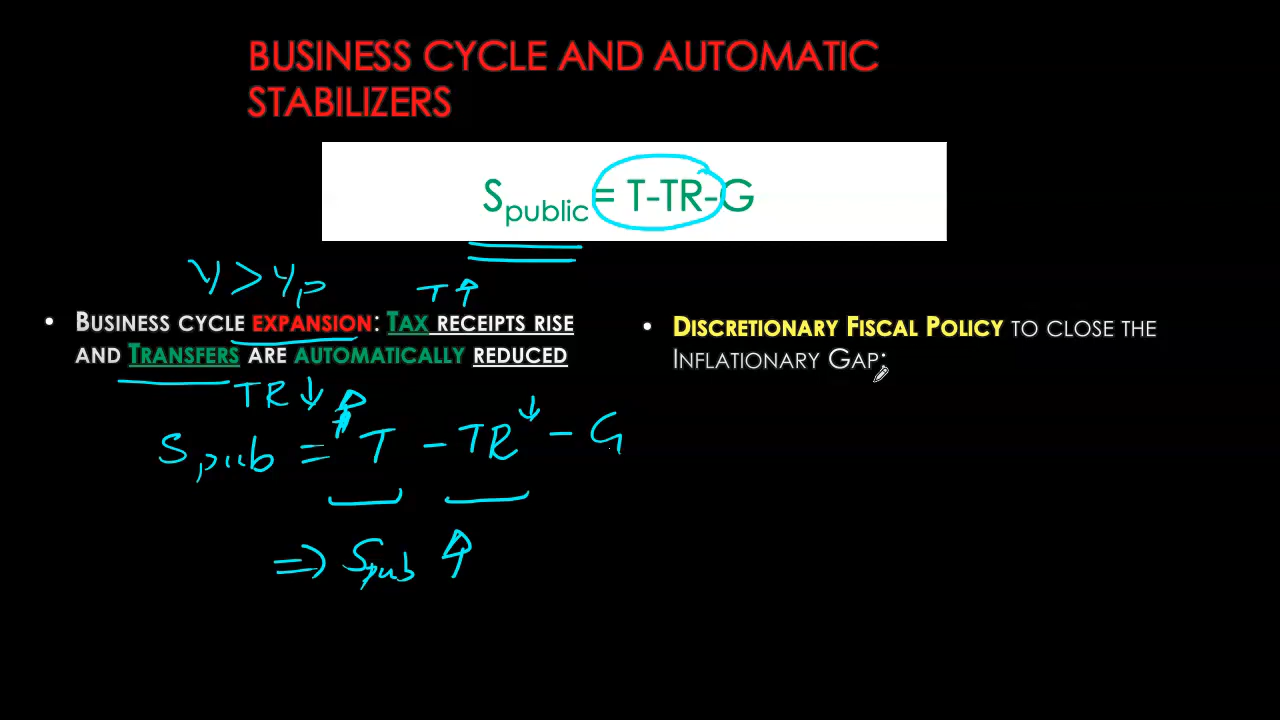 BUSINESS CYCLE AND AUTOMATIC
STABILIZERS
Spublic = T-TR-G
Y > Yp
T↑
• BUSINESS CYCLE EXPANSION: TAX RECEIPTS RISE
AND TRANSFERS ARE AUTOMATICALLY REDUCED
TR ↓
Spub = ↑T - TR↓ - G
⇒ Spub ↑
• DISCRETIONARY FISCAL POLICY TO CLOSE THE
INFLATIONARY GAP: